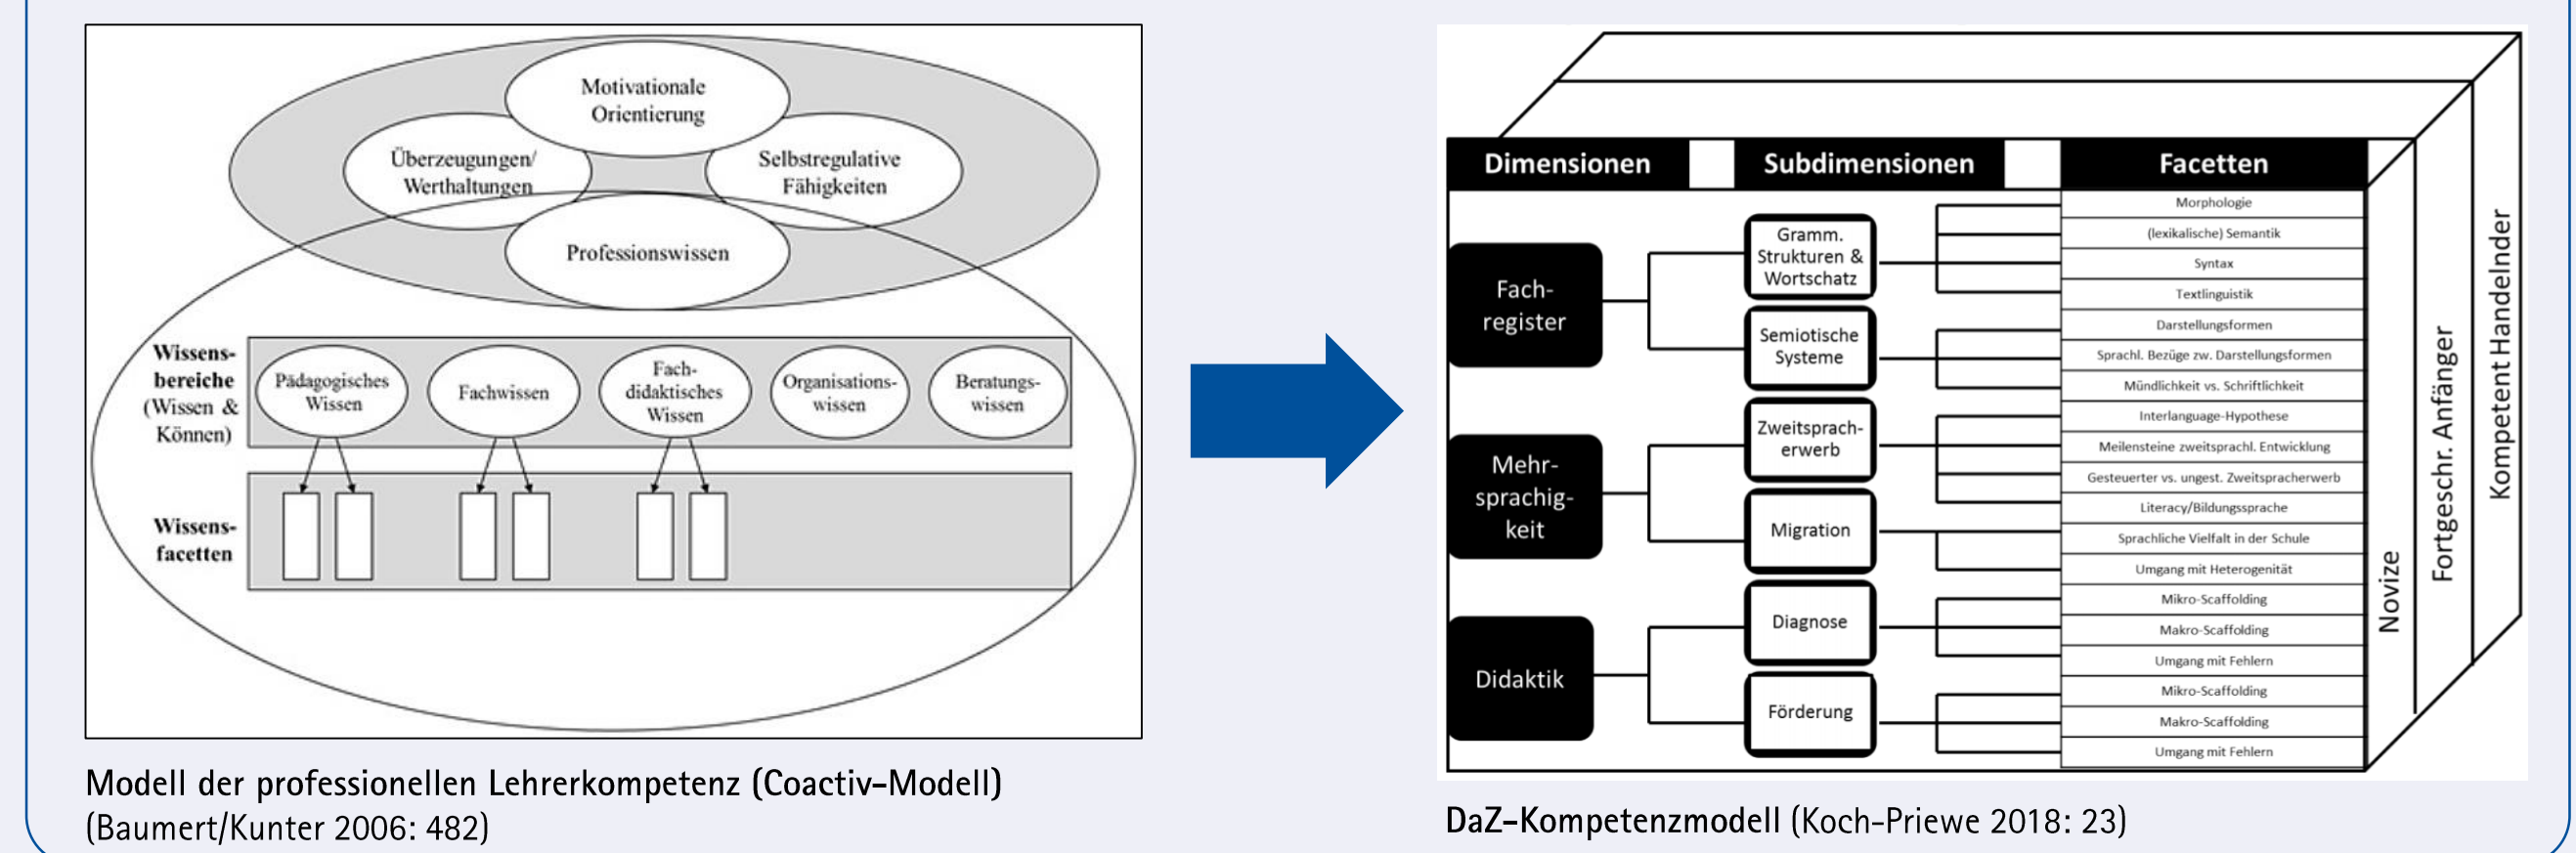 Motivationale
Orientierung
Überzeugungen/
Werthaltungen
Selbstregulative
Fähigkeiten
Professionswissen
Wissens-
bereiche
(Wissen &
Können)
Pädagogisches
Wissen
Fachwissen
Fach-
didaktisches
Wissen
Organisations-
wissen
Beratungs-
wissen
Wissens-
facetten
Modell der professionellen Lehrerkompetenz (Coactiv-Modell)
(Baumert/Kunter 2006: 482)
Dimensionen
Subdimensionen
Facetten
Fach-
register
Gramm.
Strukturen &
Wortschatz
Morphologie
(lexikalische) Semantik
Syntax
Textlinguistik
Semiotische
Systeme
Darstellungsformen
Sprachl. Bezüge zw. Darstellungsformen
Mündlichkeit vs. Schriftlichkeit
Mehr-
sprachig-
keit
Zweitsprach-
erwerb
Interlanguage-Hypothese
Meilensteine zweitsprachl. Entwicklung
Gesteuerter vs. ungest. Zweitspracherwerb
Literacy/Bildungssprache
Migration
Sprachliche Vielfalt in der Schule
Umgang mit Heterogenität
Didaktik
Diagnose
Mikro-Scaffolding
Makro-Scaffolding
Umgang mit Fehlern
Förderung
Mikro-Scaffolding
Makro-Scaffolding
Umgang mit Fehlern
Novize
Fortgeschr. Anfänger
Kompetent Handelnder
DaZ-Kompetenzmodell (Koch-Priewe 2018: 23)